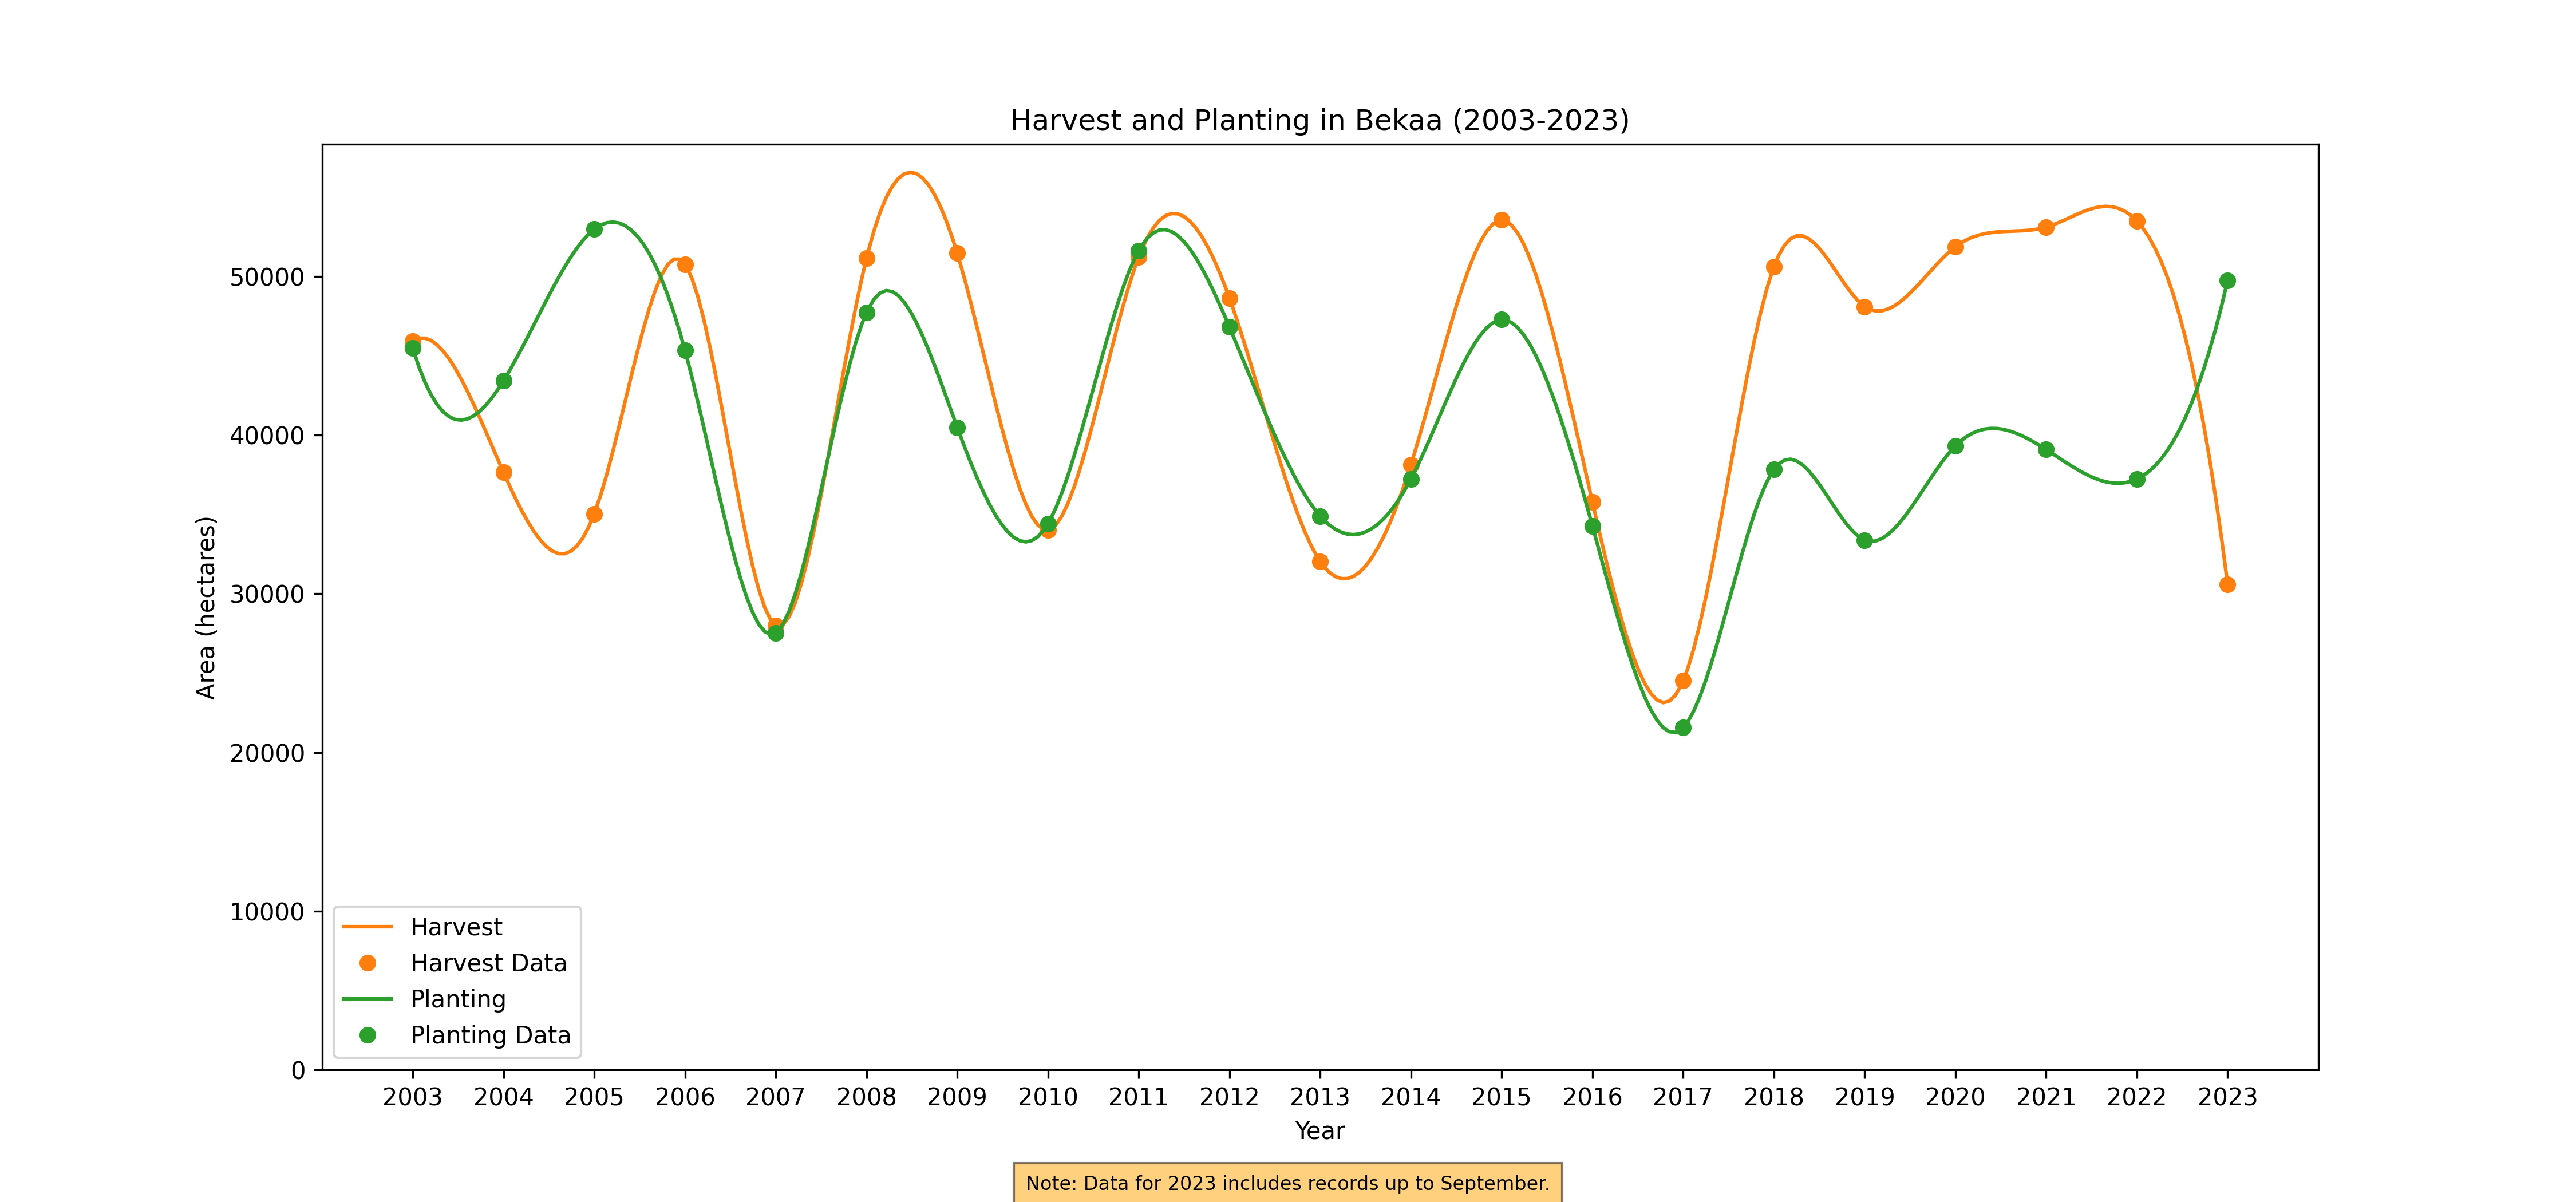 Harvest and Planting in Bekaa (2003-2023)
Area (hectares)
50000
40000
30000
20000
10000
0
Harvest
Harvest Data
Planting
Planting Data
2003 2004 2005 2006 2007 2008 2009 2010 2011 2012 2013 2014 2015 2016 2017 2018 2019 2020 2021 2022 2023
Year
Note: Data for 2023 includes records up to September.